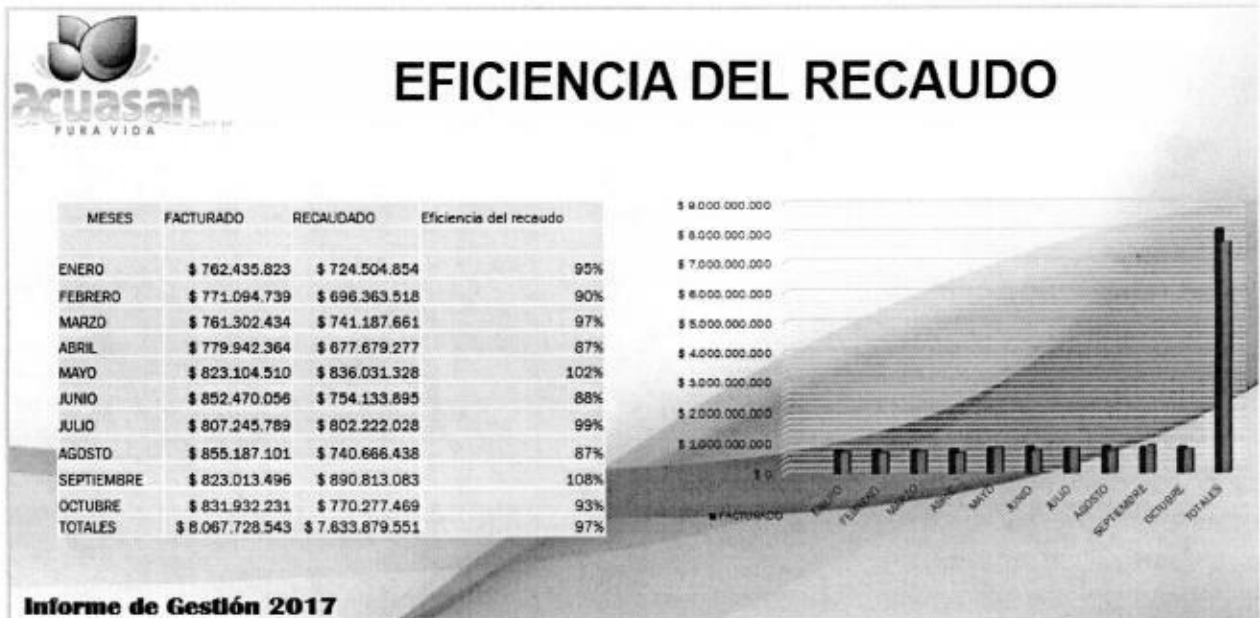 acuasan
PURA VIDA
EFICIENCIA DEL RECAUDO
MESES FACTURADO RECAUDADO Eficiencia del recaudo
ENERO $ 762.435.823 $ 724.504.854 95%
FEBRERO $ 771.094.739 $ 696.363.518 90%
MARZO $ 761.302.434 $ 741.187.661 97%
ABRIL $ 779.942.364 $ 677.679.277 87%
MAYO $ 823.104.510 $ 836.031.328 102%
JUNIO $ 852.470.056 $ 754.133.895 88%
JULIO $ 807.245.789 $ 802.222.028 99%
AGOSTO $ 855.187.101 $ 740.666.438 87%
SEPTIEMBRE $ 823.013.496 $ 890.813.083 108%
OCTUBRE $ 831.932.231 $ 770.277.469 93%
TOTALES $ 8.067.728.543 $ 7.633.879.551 97%
$ 9.000.000.000
$ 8.000.000.000
$ 7.000.000.000
$ 6.000.000.000
$ 5.000.000.000
$ 4.000.000.000
$ 3.000.000.000
$ 2.000.000.000
$ 1.000.000.000
$ 0
FACTURADO
ENERO FEBRERO MARZO ABRIL MAYO JUNIO JULIO AGOSTO SEPTIEMBRE OCTUBRE TOTALES
Informe de Gestión 2017